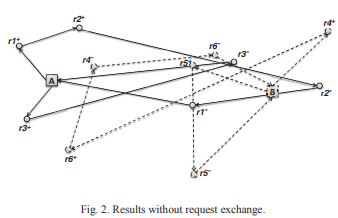 r2+
r4+
r1+
r6-
r3-
r4-
r5+
A
B
r2-
r1-
r3+
r6+
r5-
Fig. 2. Results without request exchange.